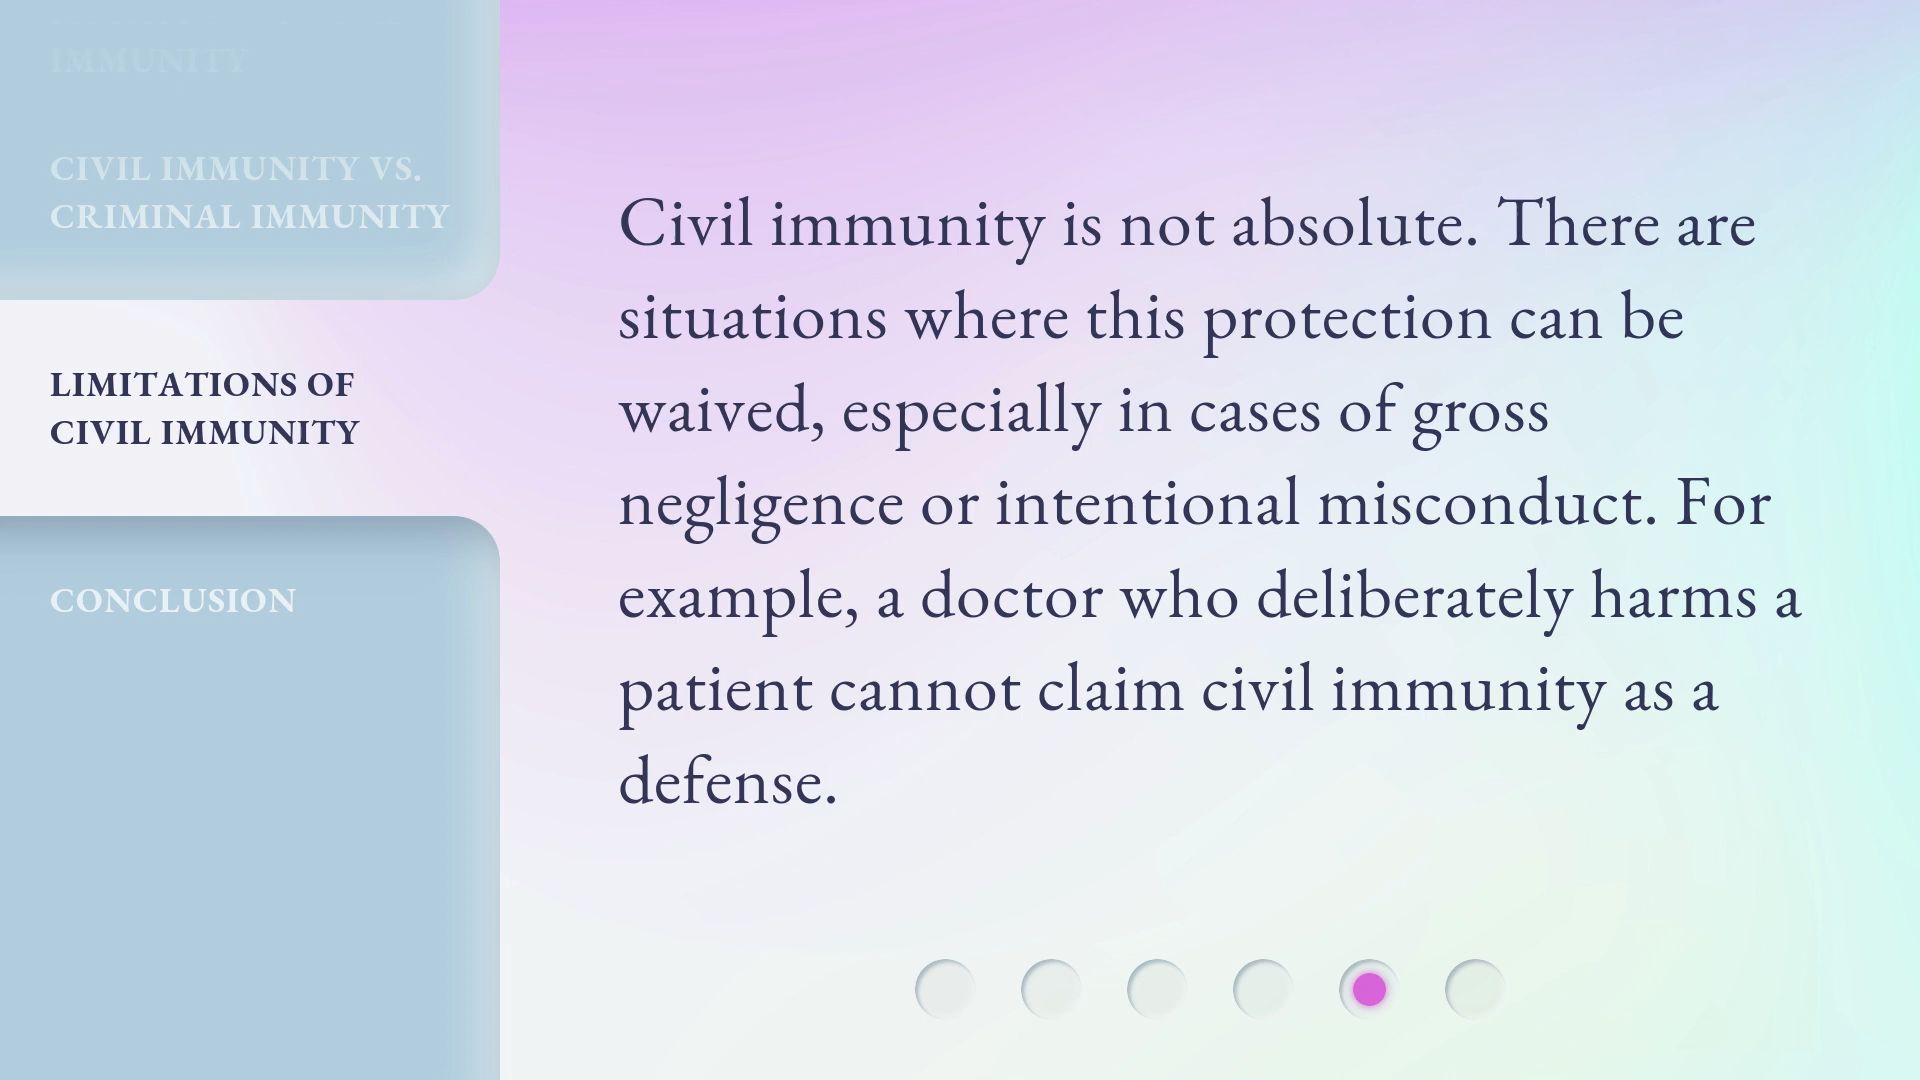 IMMUNITY
CIVIL IMMUNITY VS.
CRIMINAL IMMUNITY
LIMITATIONS OF
CIVIL IMMUNITY
CONCLUSION
Civil immunity is not absolute. There are
situations where this protection can be
waived, especially in cases of gross
negligence or intentional misconduct. For
example, a doctor who deliberately harms a
patient cannot claim civil immunity as a
defense.